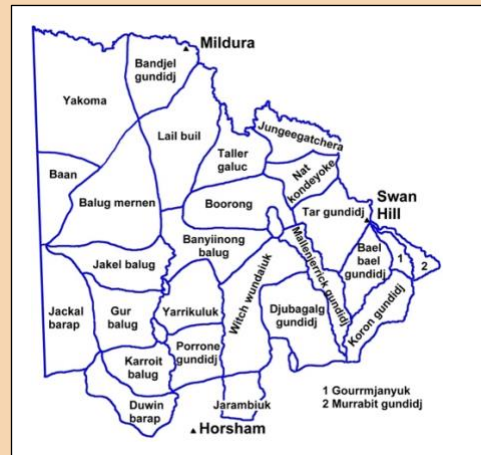 Mildura
Bandjel
gundidj
Yakoma
Jungeegatchera
Lail buil
Taller
galuc
Nat
kondeyoke
Baan
Swan
Hill
Balug mernen
Boorong
Tar gundidj
Banyiinong
balug
Mallenjerrick gundidj
Bael
bael
gundidj
1
2
Jakel balug
Witch wundaiuk
Koron gundidj
Jackal
barap
Gur
balug
Yarrikuluk
Djubagalg
gundidj
Porrone
gundidj
Karroit
balug
Duwin
barap
Jarambiuk
1 Gourrmjanyuk
2 Murrabit gundidj
Horsham